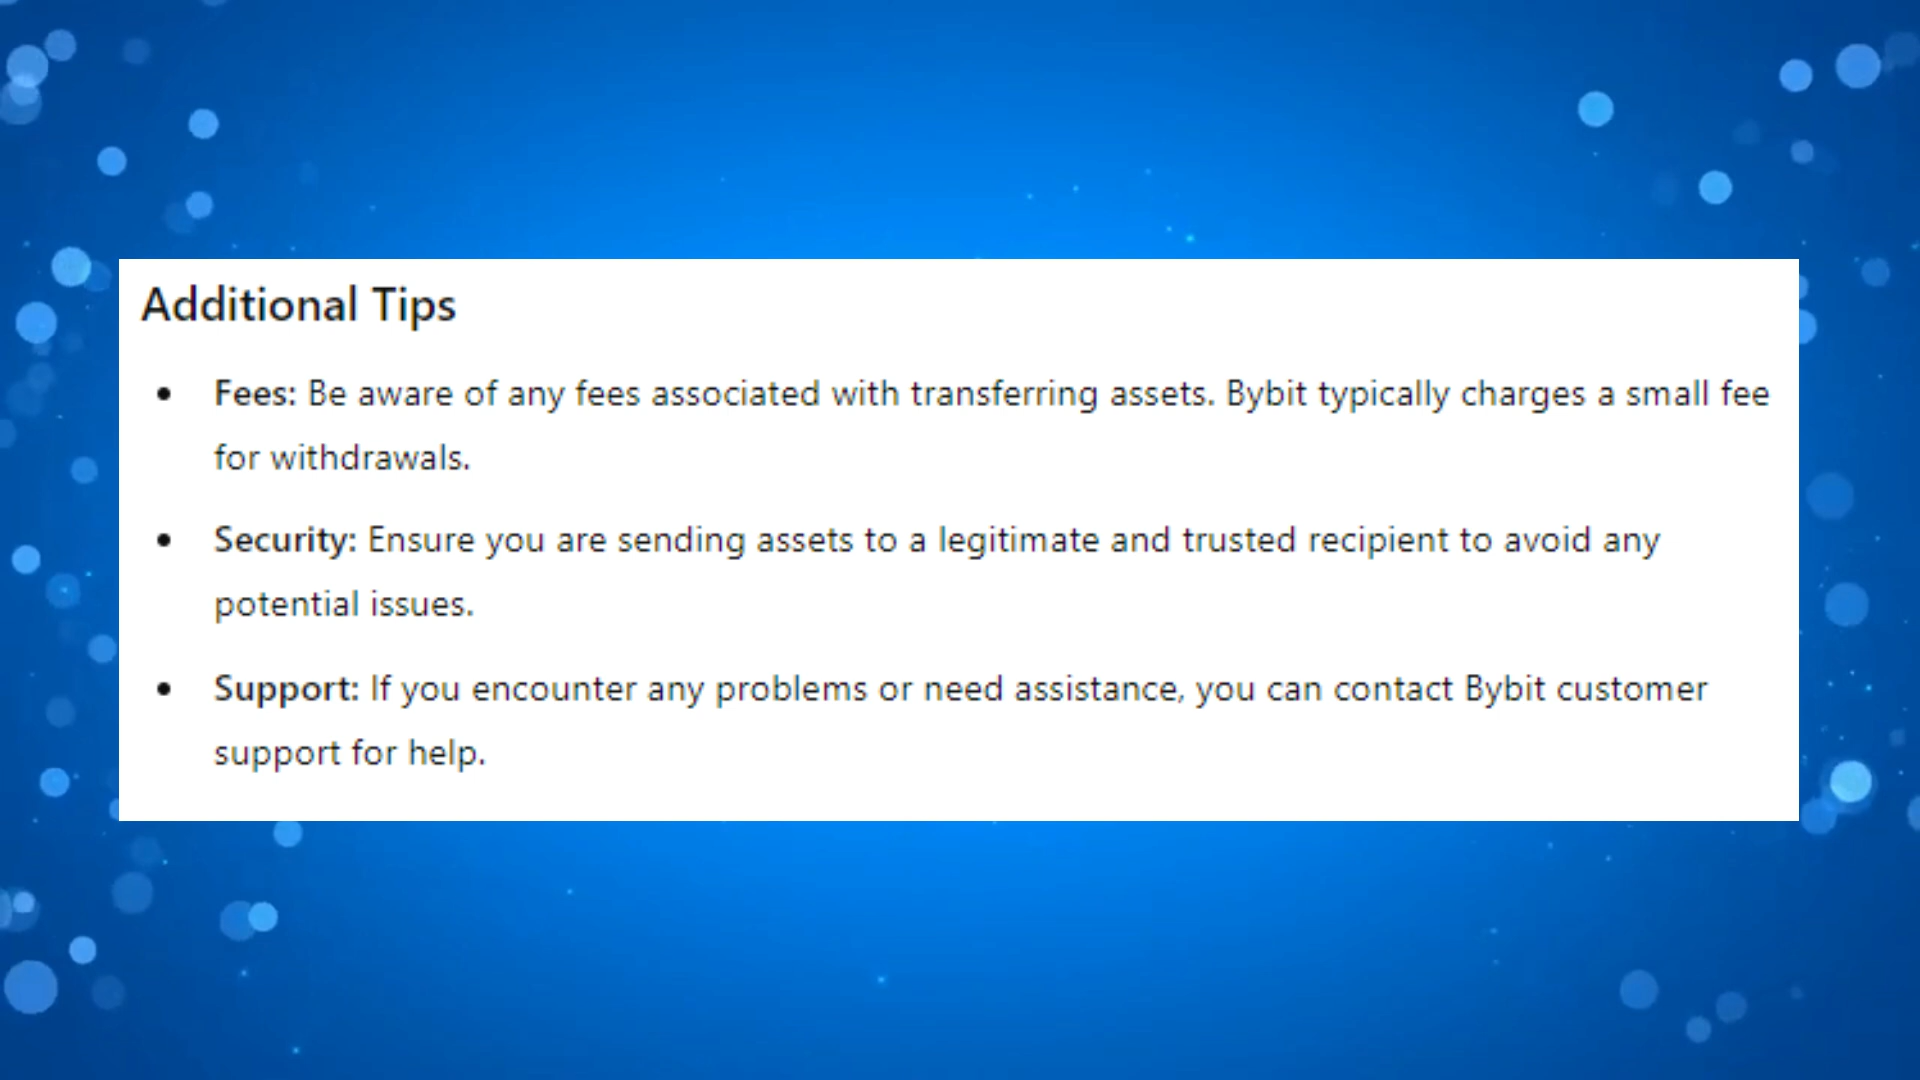 Additional Tips
• Fees: Be aware of any fees associated with transferring assets. Bybit typically charges a small fee
for withdrawals.
• Security: Ensure you are sending assets to a legitimate and trusted recipient to avoid any
potential issues.
• Support: If you encounter any problems or need assistance, you can contact Bybit customer
support for help.